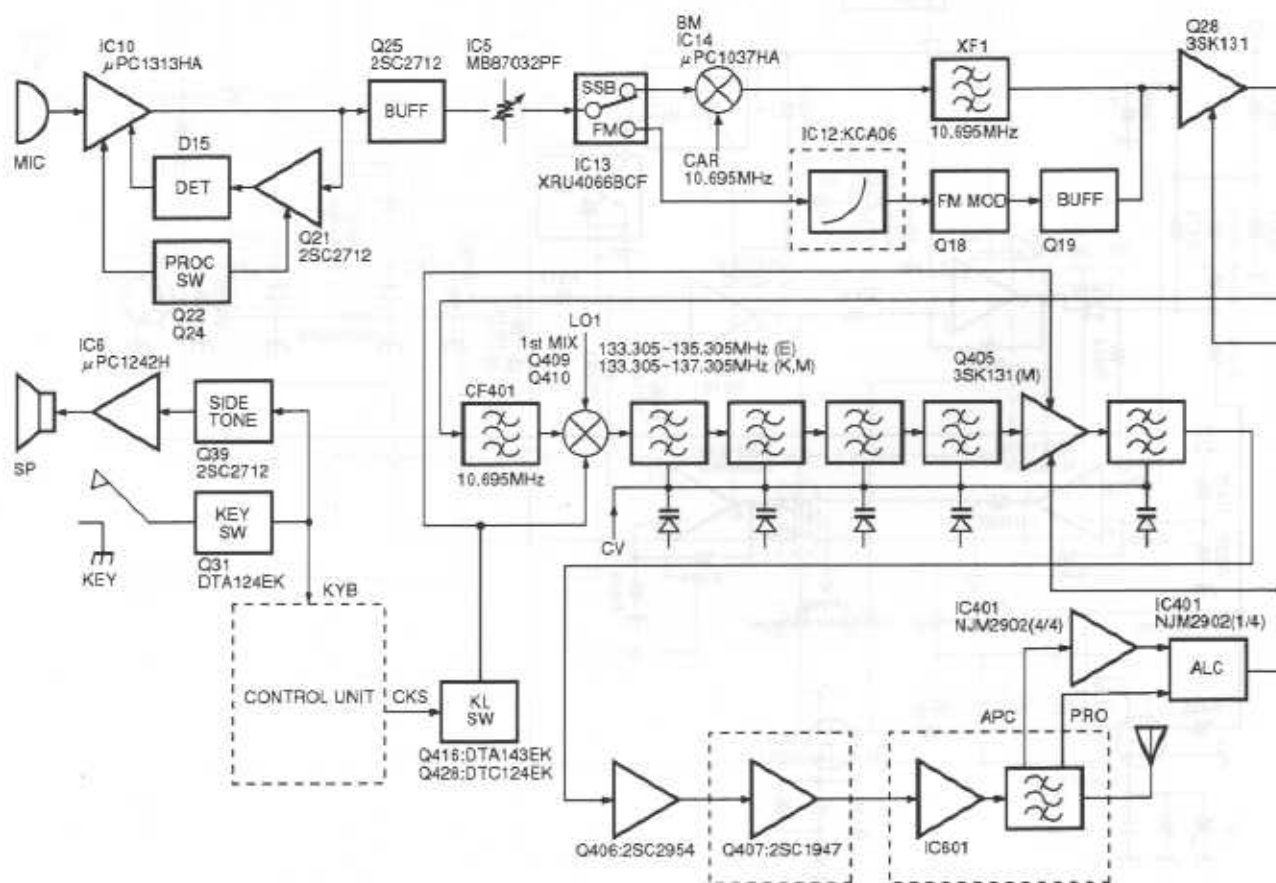 IC10
μPC1313HA
Q25
2SC2712
IC5
MB87032PF
BM
IC14
μPC1037HA
XF1
Q28
3SK131
SSB
BUFF
FM
MIC
D15
DET
IC13
XRU4066BCF
CAR
10.695MHz
IC12:KCA06
10.695MHz
FM MOD
BUFF
Q18
Q19
Q21
2SC2712
PROC
SW
Q22
Q24
IC6
μPC1242H
LO1
1st MIX
Q409
Q410
133.305~135.305MHz (E)
133.305~137.305MHz (K,M)
Q405
3SK131(M)
CF401
SIDE
TONE
SP
Q39
2SC2712
10.695MHz
KEY
SW
CV
KEY
Q31
DTA124EK
KYB
IC401
NJM2902(4/4)
IC401
NJM2902(1/4)
CONTROL UNIT
CKS
KL
SW
ALC
APC
PRO
Q416:DTA143EK
Q428:DTC124EK
Q406:2SC2954
Q407:2SC1947
IC601